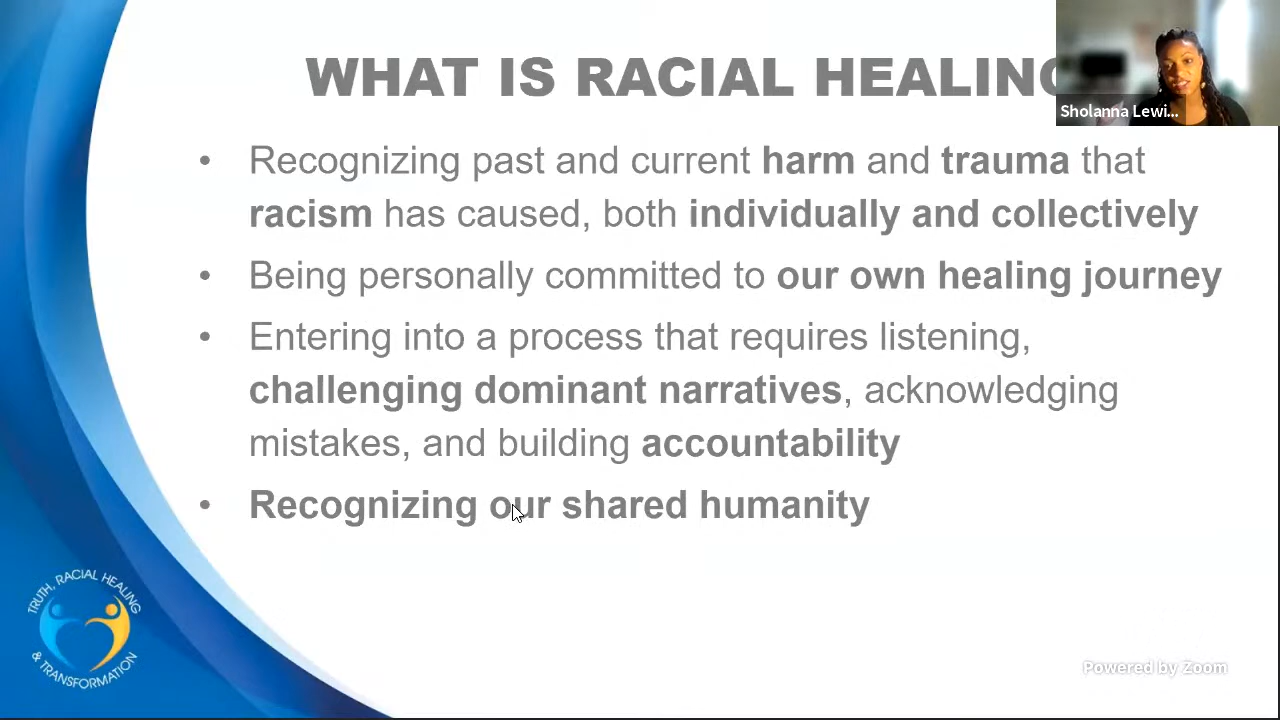 WHAT IS RACIAL HEALING
Sholanna Lewi...
• Recognizing past and current harm and trauma that
racism has caused, both individually and collectively
• Being personally committed to our own healing journey
• Entering into a process that requires listening,
challenging dominant narratives, acknowledging
mistakes, and building accountability
• Recognizing our shared humanity
TRUTH, RACIAL HEALING
& TRANSFORMATION
Powered by Zoom